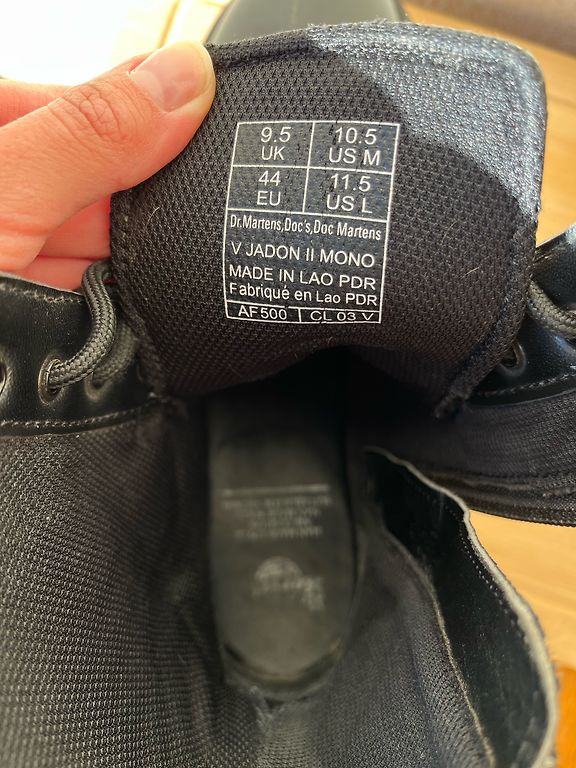 9.5 10.5
UK US M
44 11.5
EU US L
Dr.Martens,Doc's,Doc Martens
V JADON II MONO
MADE IN LAO PDR
Fabriqué en Lao PDR
AF500 CL 03 V